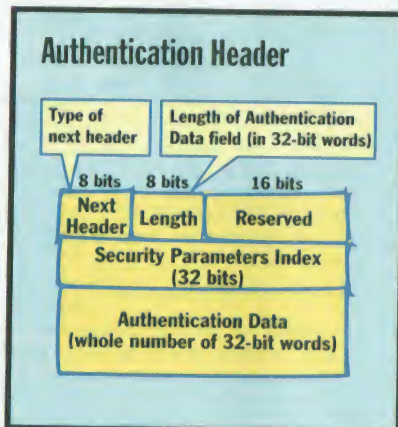 Authentication Header
Type of
next header
Length of Authentication
Data field (in 32-bit words)
8 bits
8 bits
16 bits
Next
Header
Length
Reserved
Security Parameters Index
(32 bits)
Authentication Data
(whole number of 32-bit words)